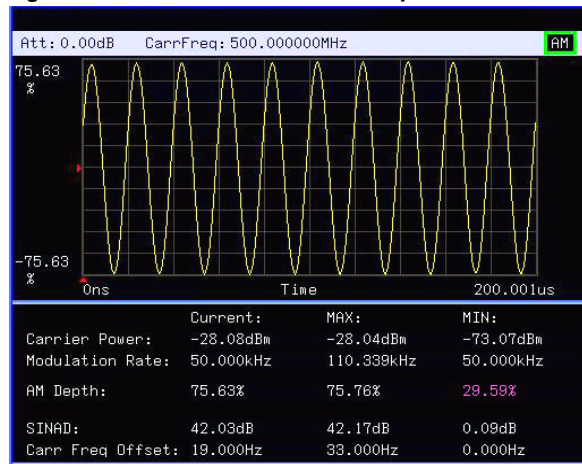 Att: 0.00dB CarrFreq: 500.000000MHz AM
75.63
%
-75.63
%
0ns Time 200.001us
Current: MAX: MIN:
Carrier Power: -28.08dBm -28.04dBm -73.07dBm
Modulation Rate: 50.000kHz 110.339kHz 50.000kHz
AM Depth: 75.63% 75.76% 29.59%
SINAD: 42.03dB 42.17dB 0.09dB
Carr Freq Offset: 19.000Hz 33.000Hz 0.000Hz